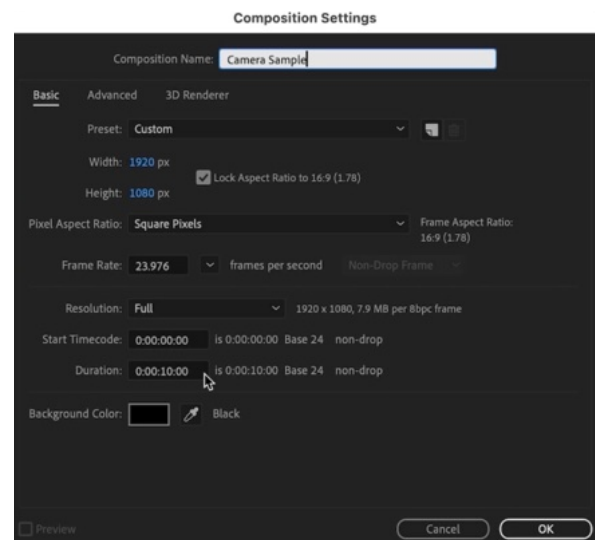 Composition Settings
Composition Name: Camera Sample
Basic Advanced 3D Renderer
Preset: Custom
Width: 1920 px
Lock Aspect Ratio to 16:9 (1.78)
Height: 1080 px
Pixel Aspect Ratio: Square Pixels Frame Aspect Ratio:
16:9 (1.78)
Frame Rate: 23.976 frames per second Non-Drop Frame
Resolution: Full 1920 x 1080, 7.9 MB per 8bpc frame
Start Timecode: 0:00:00:00 is 0:00:00:00 Base 24 non-drop
Duration: 0:00:10:00 is 0:00:10:00 Base 24 non-drop
Background Color: Black
Preview Cancel OK